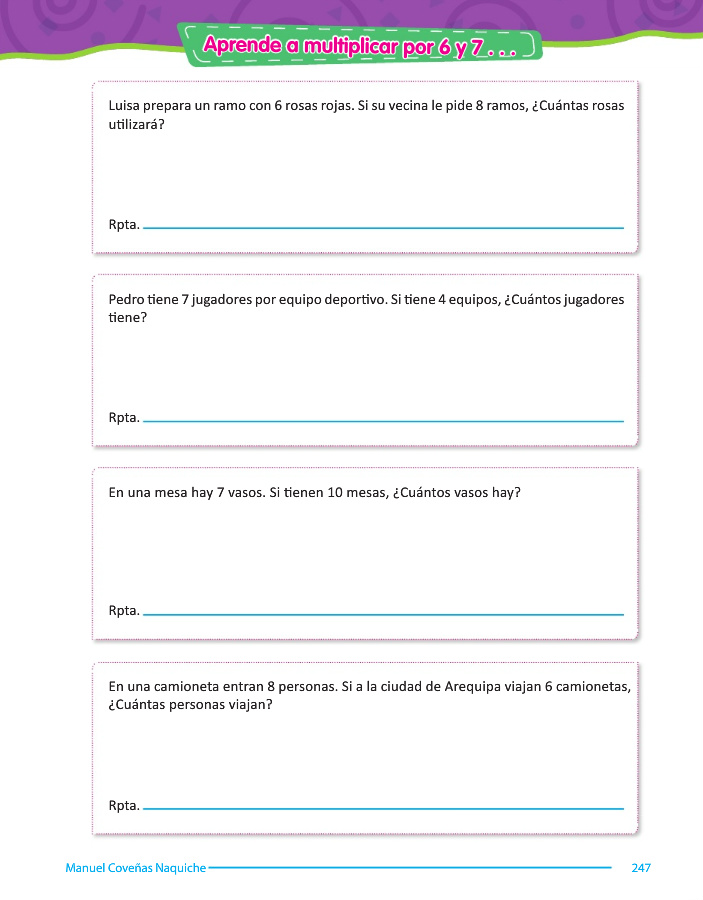 Aprende a multiplicar por 6 y 7 . . .
Luisa prepara un ramo con 6 rosas rojas. Si su vecina le pide 8 ramos, ¿Cuántas rosas
utilizará?
Rpta.
Pedro tiene 7 jugadores por equipo deportivo. Si tiene 4 equipos, ¿Cuántos jugadores
tiene?
Rpta.
En una mesa hay 7 vasos. Si tienen 10 mesas, ¿Cuántos vasos hay?
Rpta.
En una camioneta entran 8 personas. Si a la ciudad de Arequipa viajan 6 camionetas,
¿Cuántas personas viajan?
Rpta.
Manuel Coveñas Naquiche 247